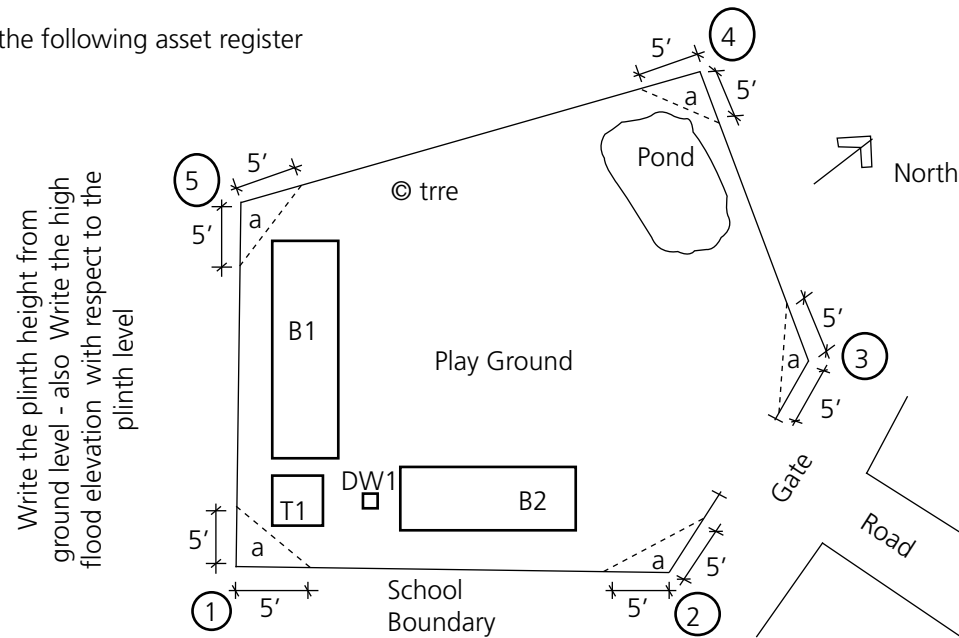 the following asset register
4
5’
5’
a
Pond
North
5
5’
© trre
a
5’
Write the plinth height from
ground level - also Write the high
flood elevation with respect to the
plinth level
B1
Play Ground
5’
a
3
5’
DW1
T1
B2
Gate
Road
5’
a
a
5’
1
5’
School
Boundary
5’
2